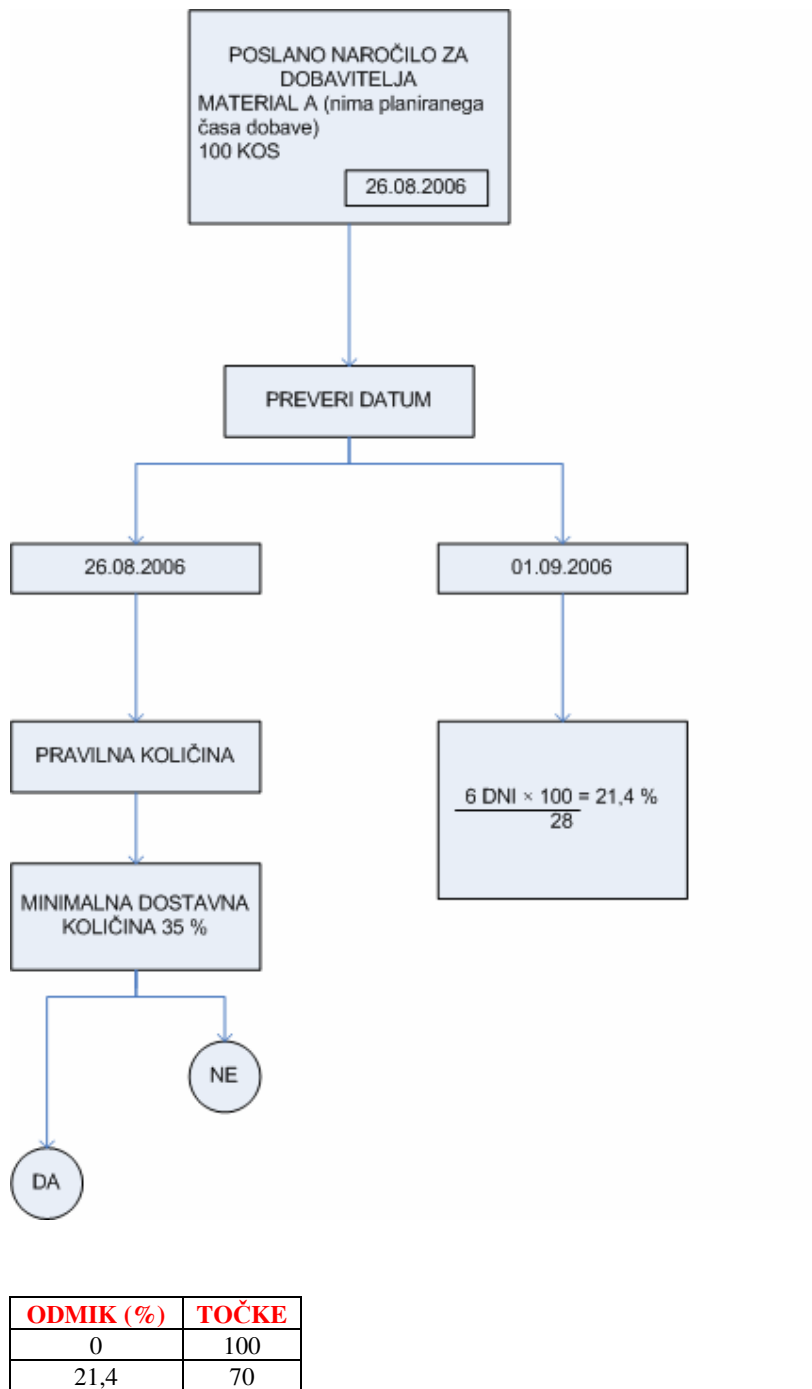 POSLANO NAROČILO ZA
DOBAVITELJA
MATERIAL A (nima planiranega
časa dobave)
100 KOS
26.08.2006
PREVERI DATUM
26.08.2006
01.09.2006
PRAVILNA KOLIČINA
6 DNI × 100 = 21,4 %
28
MINIMALNA DOSTAVNA
KOLIČINA 35 %
NE
DA
ODMIK (%) TOČKE
0 100
21,4 70